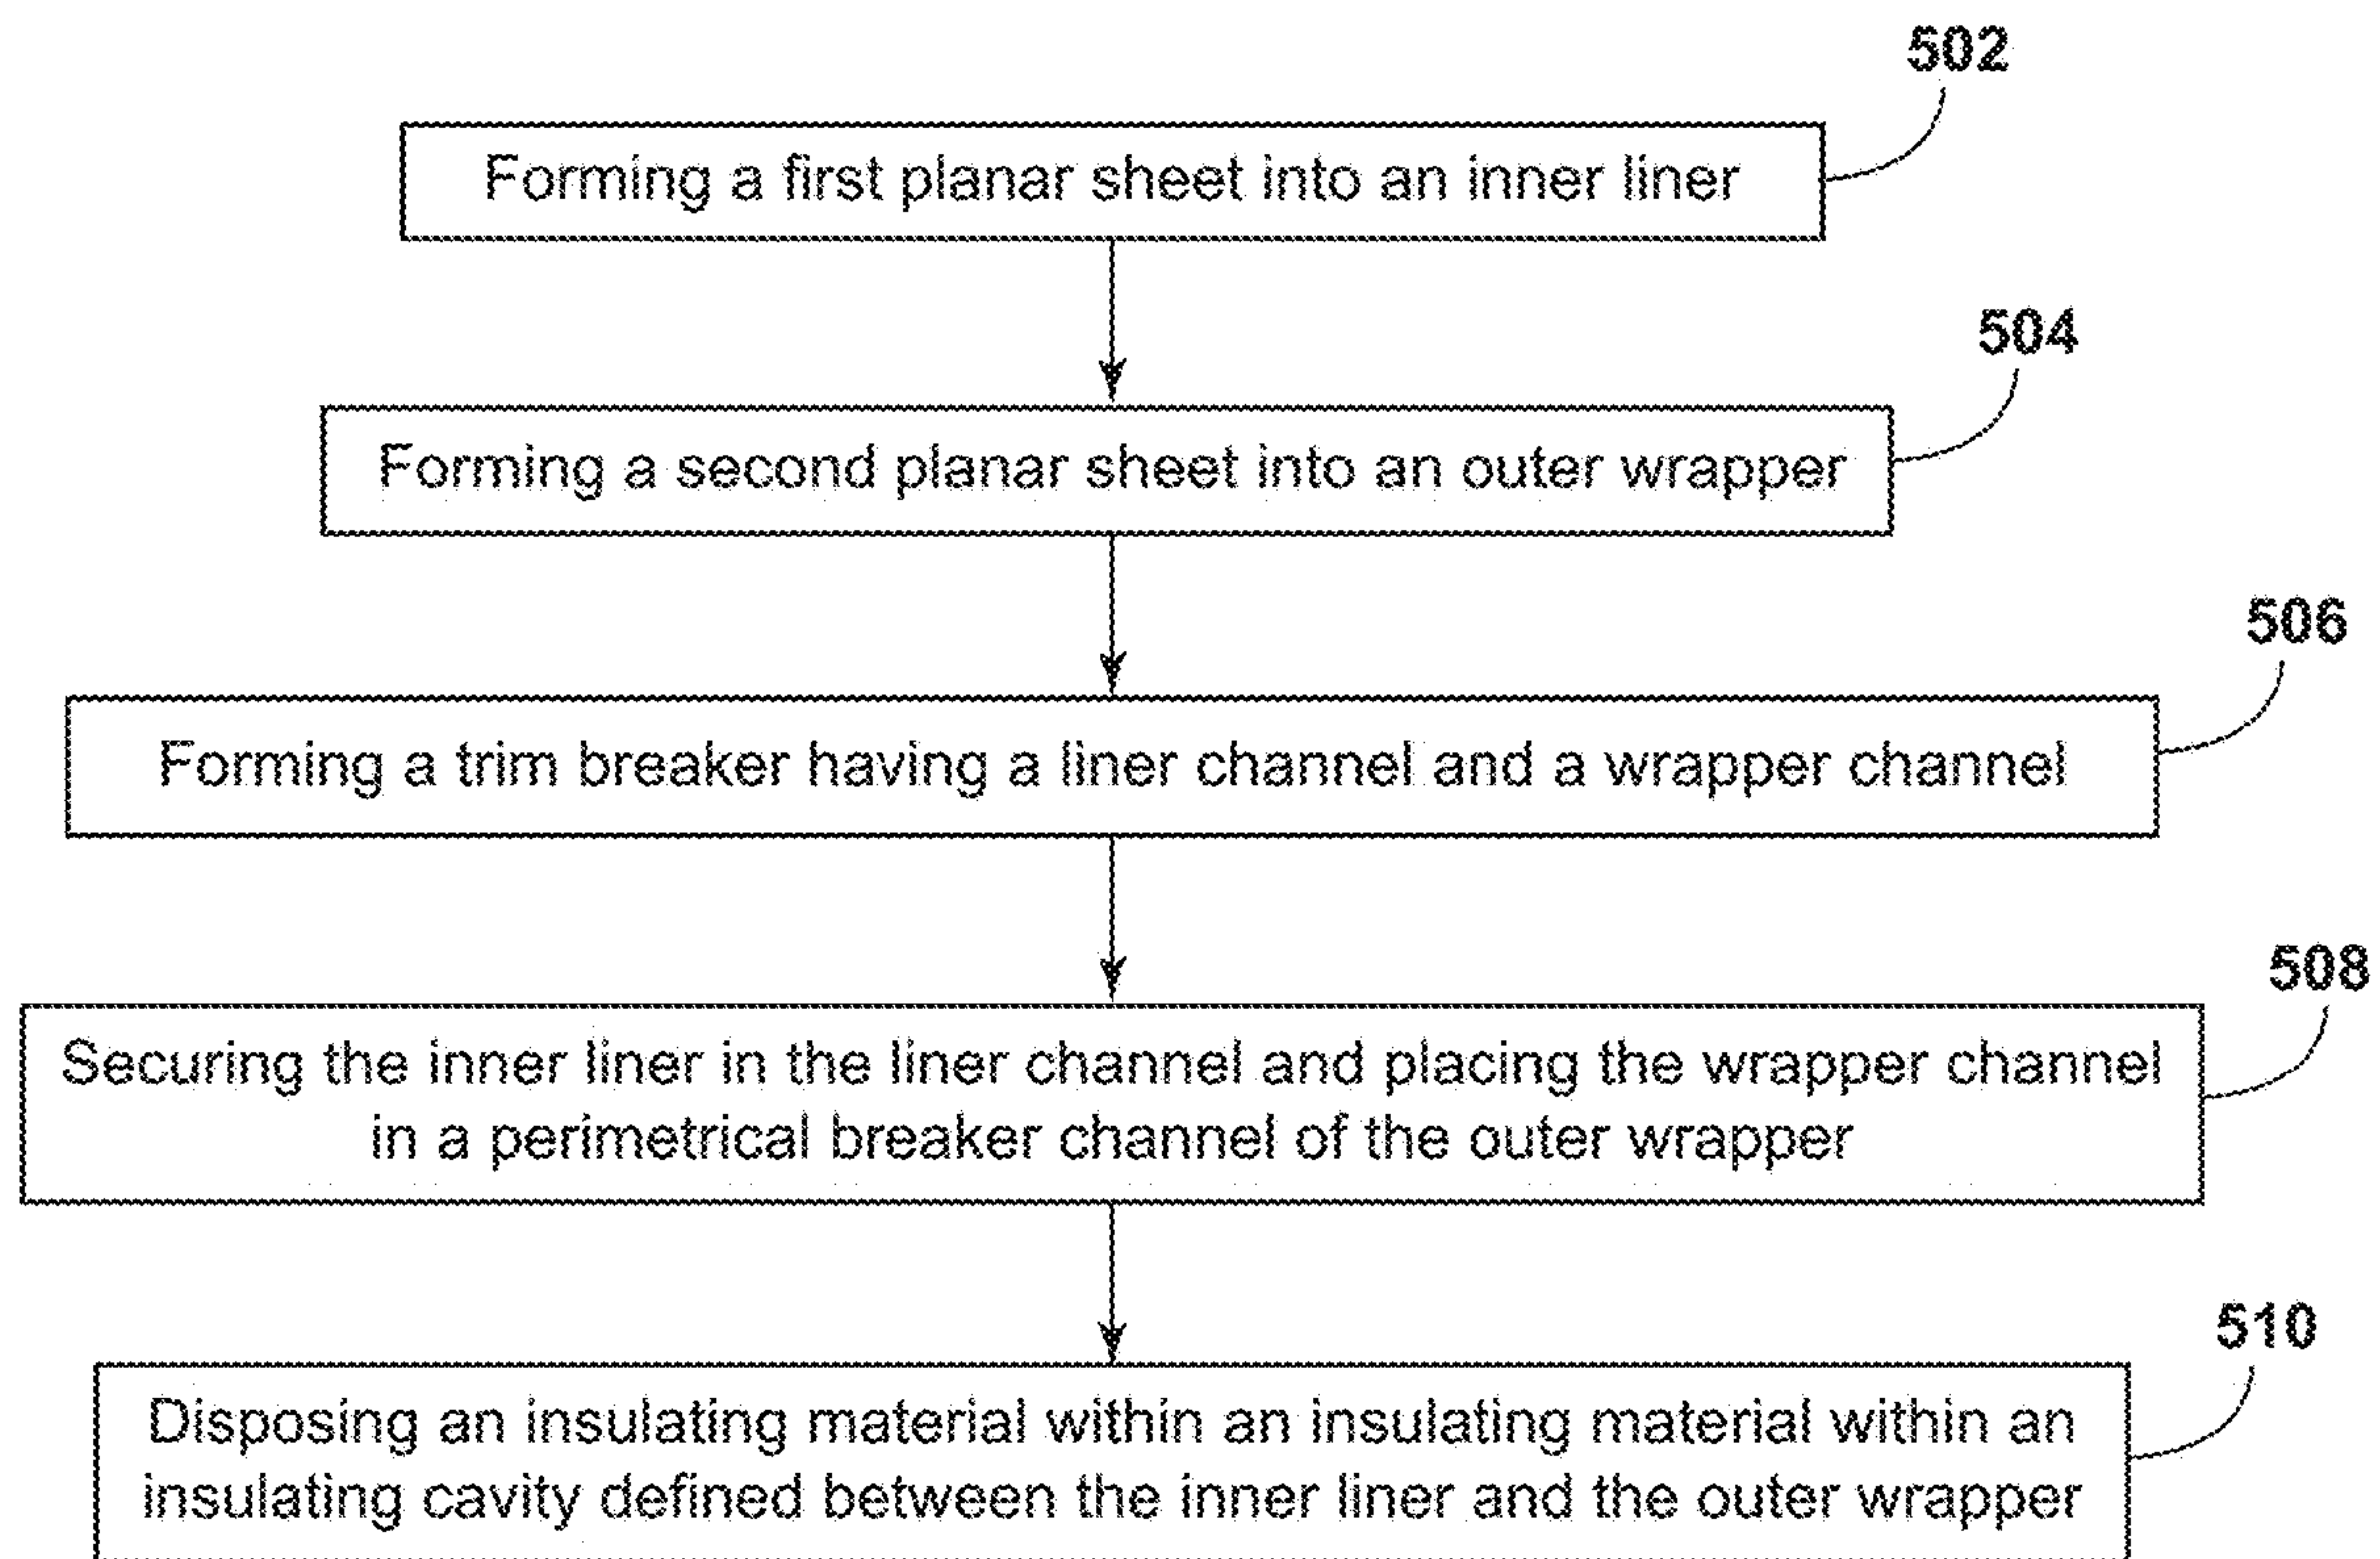 502
Forming a first planar sheet into an inner liner
504
Forming a second planar sheet into an outer wrapper
506
Forming a trim breaker having a liner channel and a wrapper channel
508
Securing the inner liner in the liner channel and placing the wrapper channel
in a perimetrical breaker channel of the outer wrapper
510
Disposing an insulating material within an insulating material within an
insulating cavity defined between the inner liner and the outer wrapper